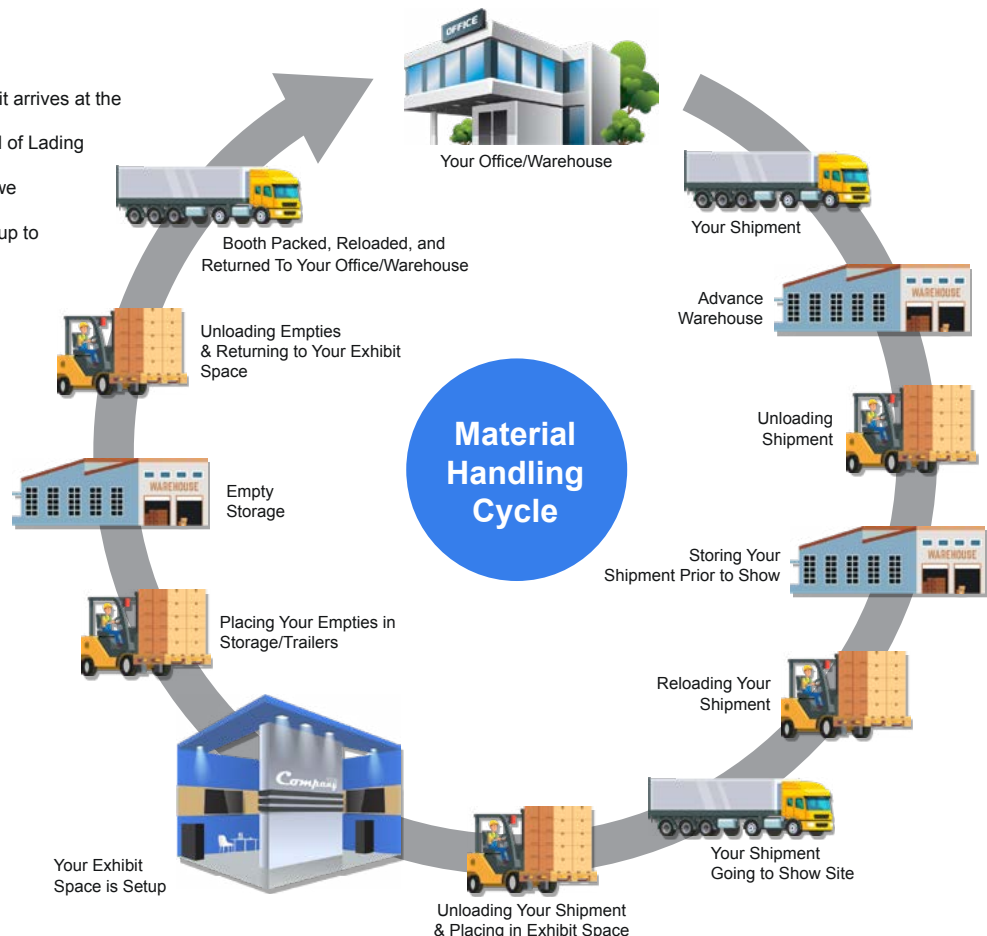 it arrives at the
of Lading
we
up to
OFFICE
Your Office/Warehouse
Your Shipment
Advance
Warehouse
WAREHOUSE
Unloading
Shipment
Storing Your
Shipment Prior to Show
WAREHOUSE
Reloading Your
Shipment
Your Shipment
Going to Show Site
Unloading Your Shipment
& Placing in Exhibit Space
Your Exhibit
Space is Setup
Company
Placing Your Empties in
Storage/Trailers
Empty
Storage
WAREHOUSE
Unloading Empties
& Returning to Your Exhibit
Space
Booth Packed, Reloaded, and
Returned To Your Office/Warehouse
Material
Handling
Cycle